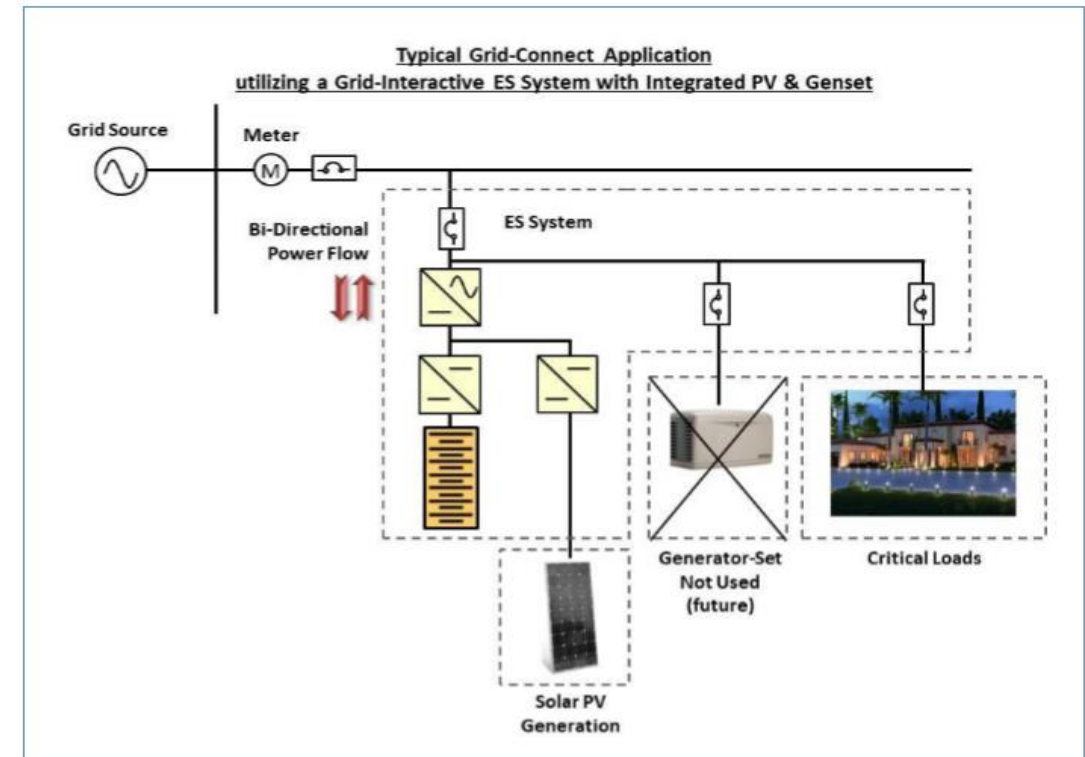 Typical Grid-Connect Application
utilizing a Grid-Interactive ES System with Integrated PV & Genset
Grid Source
Meter
M
ES System
Bi-Directional
Power Flow
Generator-Set
Not Used
(future)
Critical Loads
Solar PV
Generation